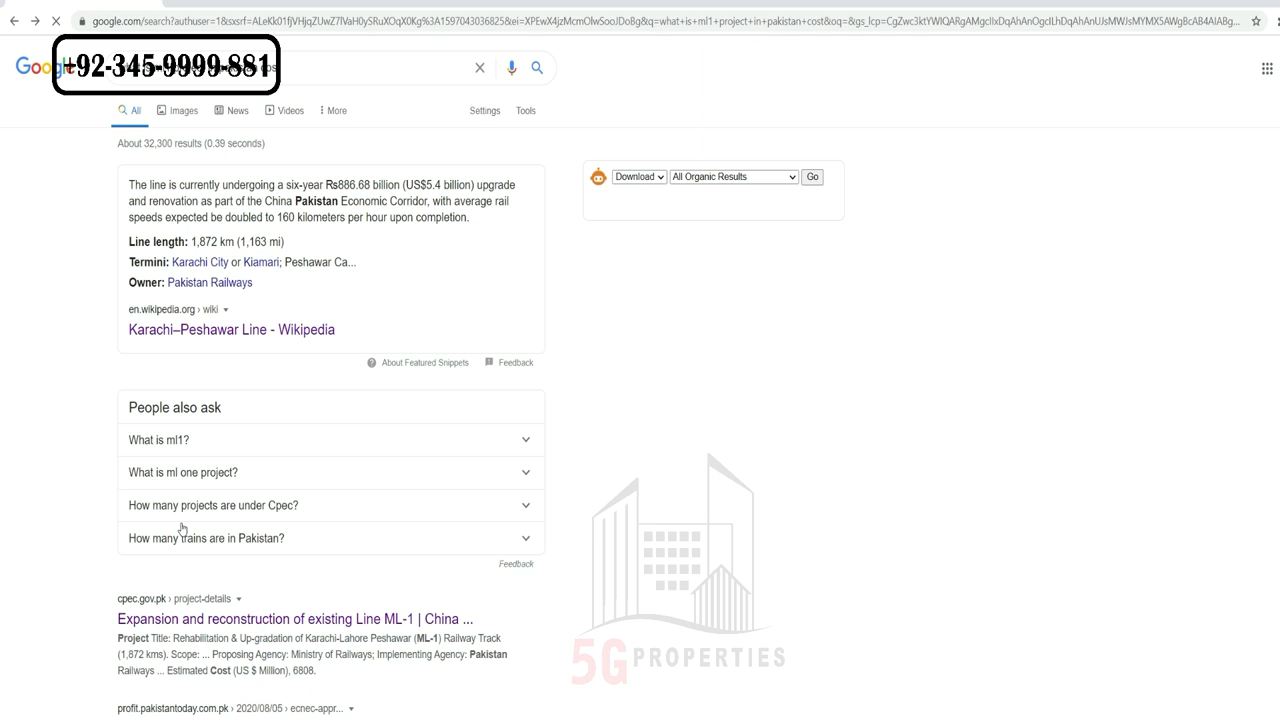 google.com/search?authuser=1&sxsrf=ALeKk01fjVHjqZUwZ7lVaH0ySRuXOqX0Kg%3A1597043036825&ei=XPEwX4jzMcmOlwSooJDoBg&q=what+is+ml1+project+in+pakistan+cost&oq=&gs_lcp=CgZwc3ktYWIQARgAMgcIIxDqAhAnOgcILhDqAhAnUJsMWJsMYMX5AWgBcAB4AIABg...
Google
+92-345-9999-881
All Images News Videos More Settings Tools
About 32,300 results (0.39 seconds)
The line is currently undergoing a six-year Rs886.68 billion (US$5.4 billion) upgrade
and renovation as part of the China Pakistan Economic Corridor, with average rail
speeds expected be doubled to 160 kilometers per hour upon completion.
Line length: 1,872 km (1,163 mi)
Termini: Karachi City or Kiamari; Peshawar Ca...
Owner: Pakistan Railways
en.wikipedia.org › wiki
Karachi–Peshawar Line - Wikipedia
About Featured Snippets Feedback
Download All Organic Results Go
People also ask
What is ml1?
What is ml one project?
How many projects are under Cpec?
How many trains are in Pakistan?
Feedback
cpec.gov.pk › project-details
Expansion and reconstruction of existing Line ML-1 | China ...
Project Title: Rehabilitation & Up-gradation of Karachi-Lahore Peshawar (ML-1) Railway Track
(1,872 kms). Scope: ... Proposing Agency: Ministry of Railways; Implementing Agency: Pakistan
Railways ... Estimated Cost (US $ Million), 6808.
profit.pakistantoday.com.pk › 2020/08/05 › ecnec-appr...
5G PROPERTIES